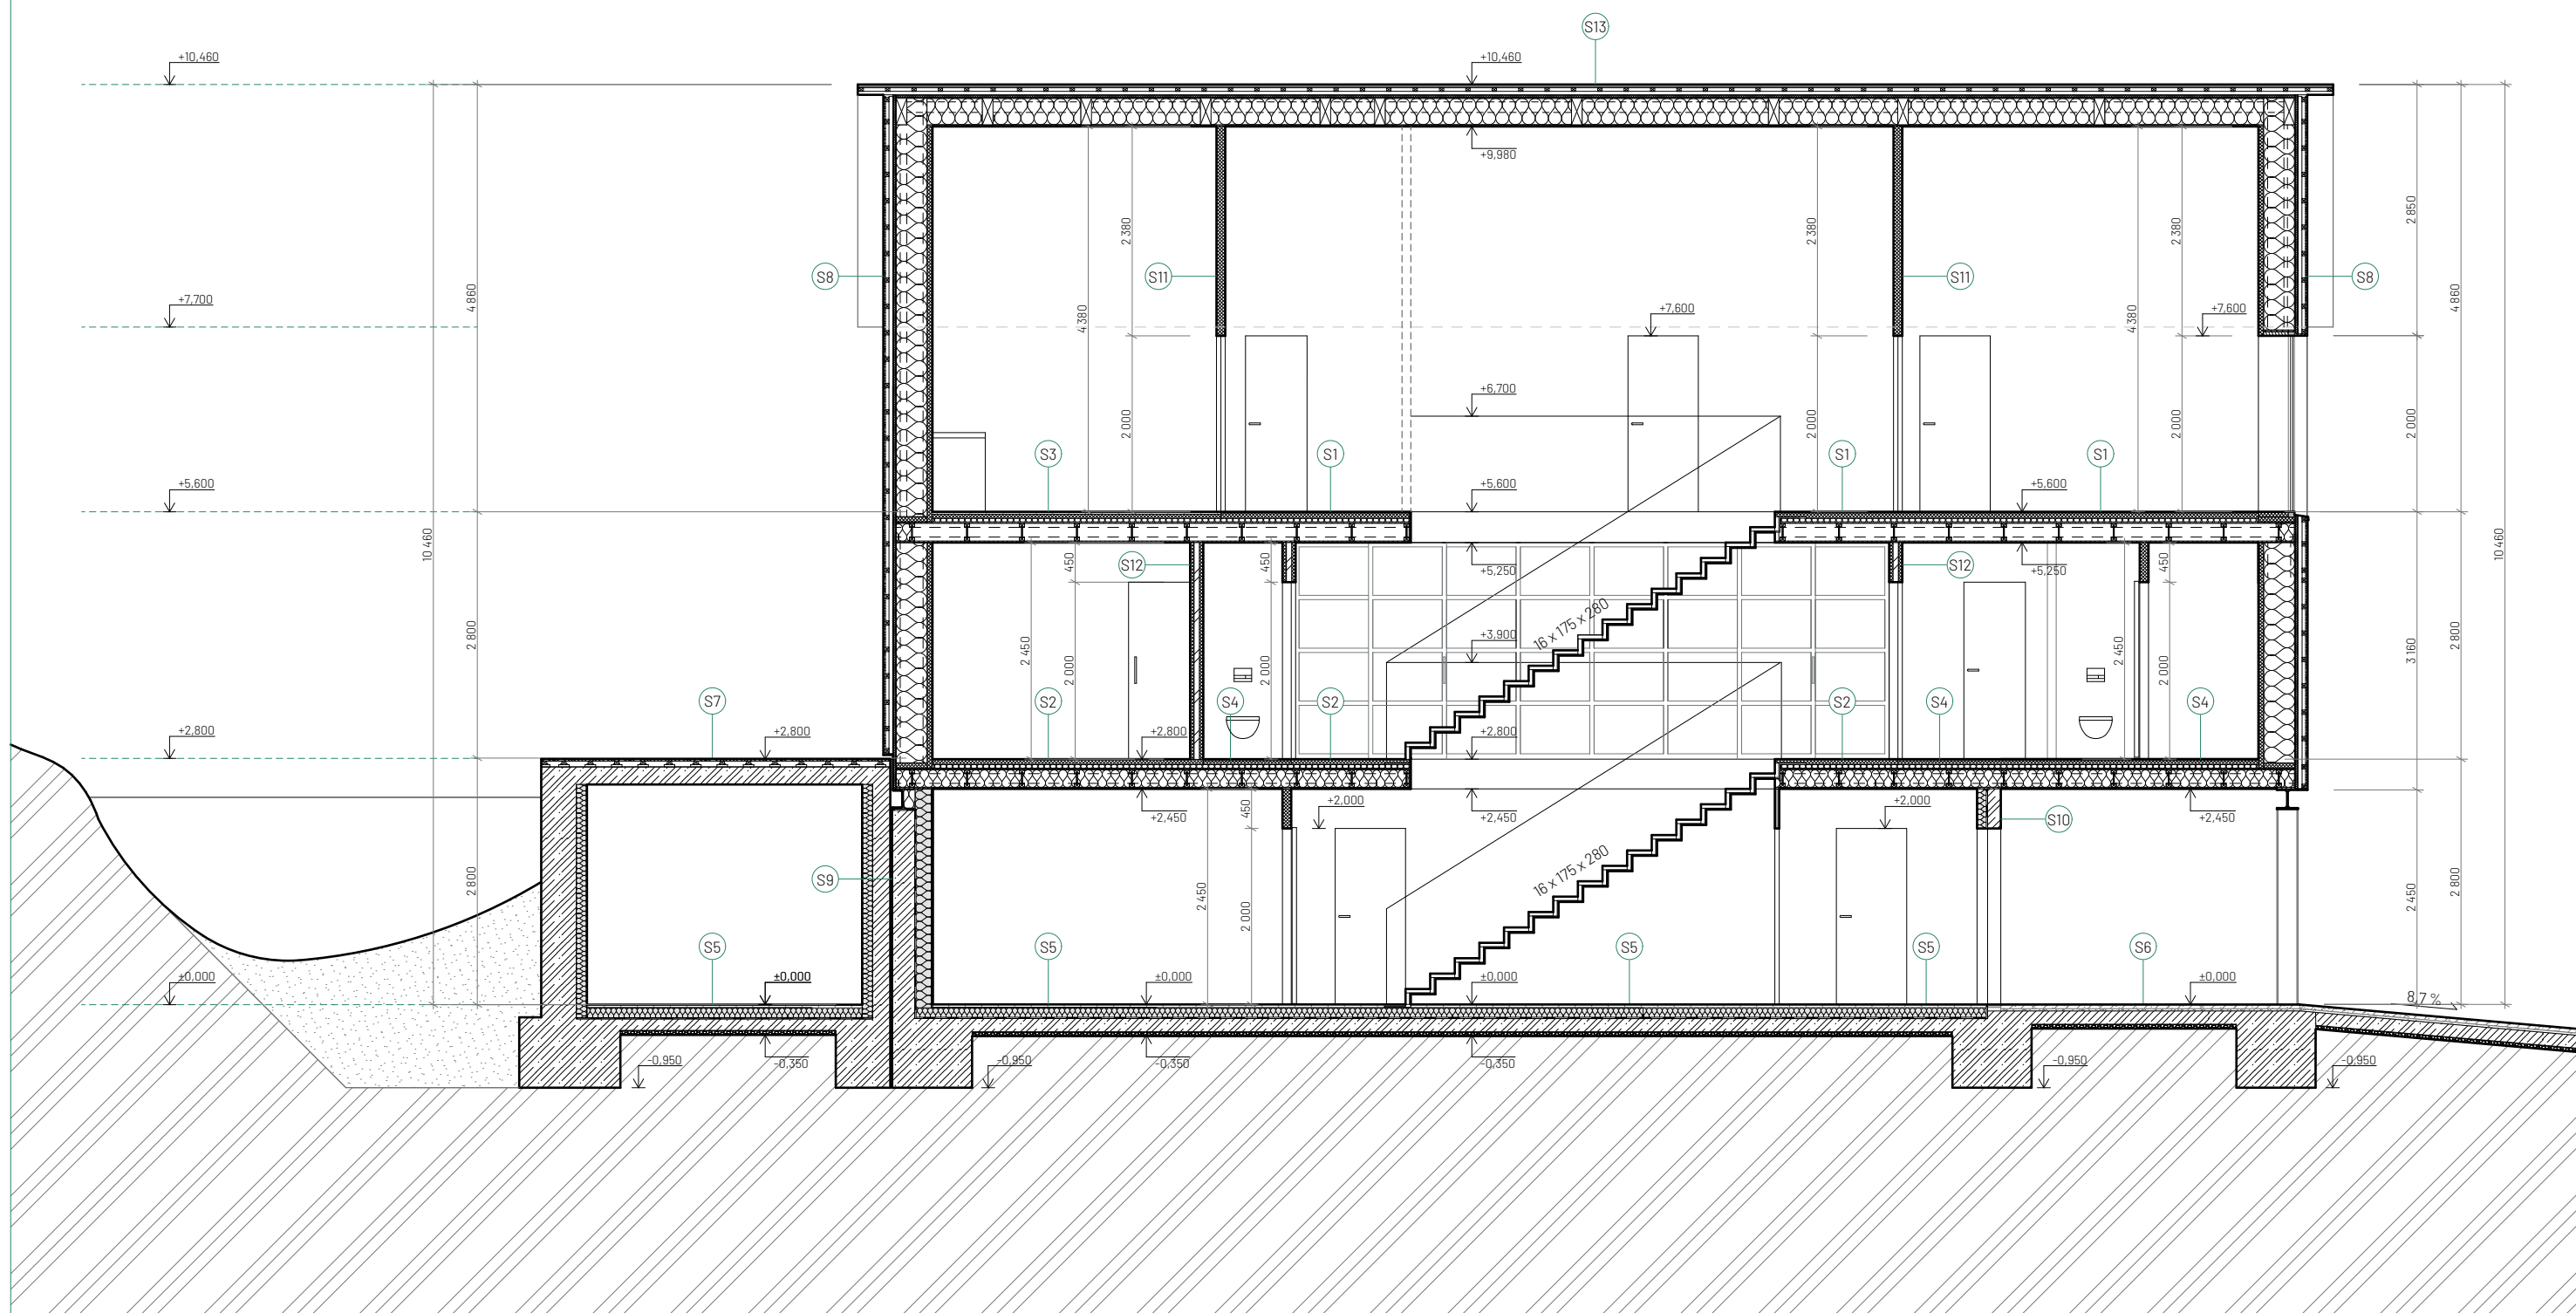 S13
+10,460
+10,460
+9,980
2 380
2 380
2 380
2 850
S8
S11
S11
S8
4 860
4 860
+7,700
+7,600
+7,600
4 380
4 380
+6,700
2 000
2 000
2 000
2 000
S3
S1
S1
S1
+5,600
+5,600
+5,600
10 460
10 460
450
S12
450
+5,250
S12
+5,250
450
16 x 175 x 280
2 800
2 450
2 000
2 000
+3,900
2 450
2 000
3 160
2 800
S7
S2
S4
S2
S2
S4
S4
+2,800
+2,800
+2,800
+2,800
450
+2,450
+2,000
+2,450
+2,000
S10
+2,450
16 x 175 x 280
S9
2 800
2 450
2 000
2 450
2 800
S5
S5
S5
S5
S6
±0,000
±0,000
±0,000
±0,000
±0,000
8,7 %
-0,950
-0,350
-0,950
-0,350
-0,350
-0,950
-0,950